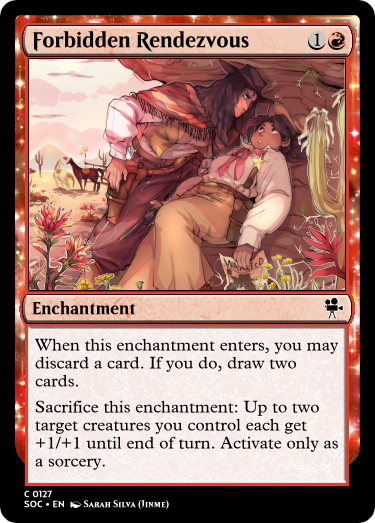 Forbidden Rendezvous 1
WANTED
Enchantment
When this enchantment enters, you may
discard a card. If you do, draw two
cards.
Sacrifice this enchantment: Up to two
target creatures you control each get
+1/+1 until end of turn. Activate only as
a sorcery.
C 0127
SOC • EN Sarah Silva (Jinme)